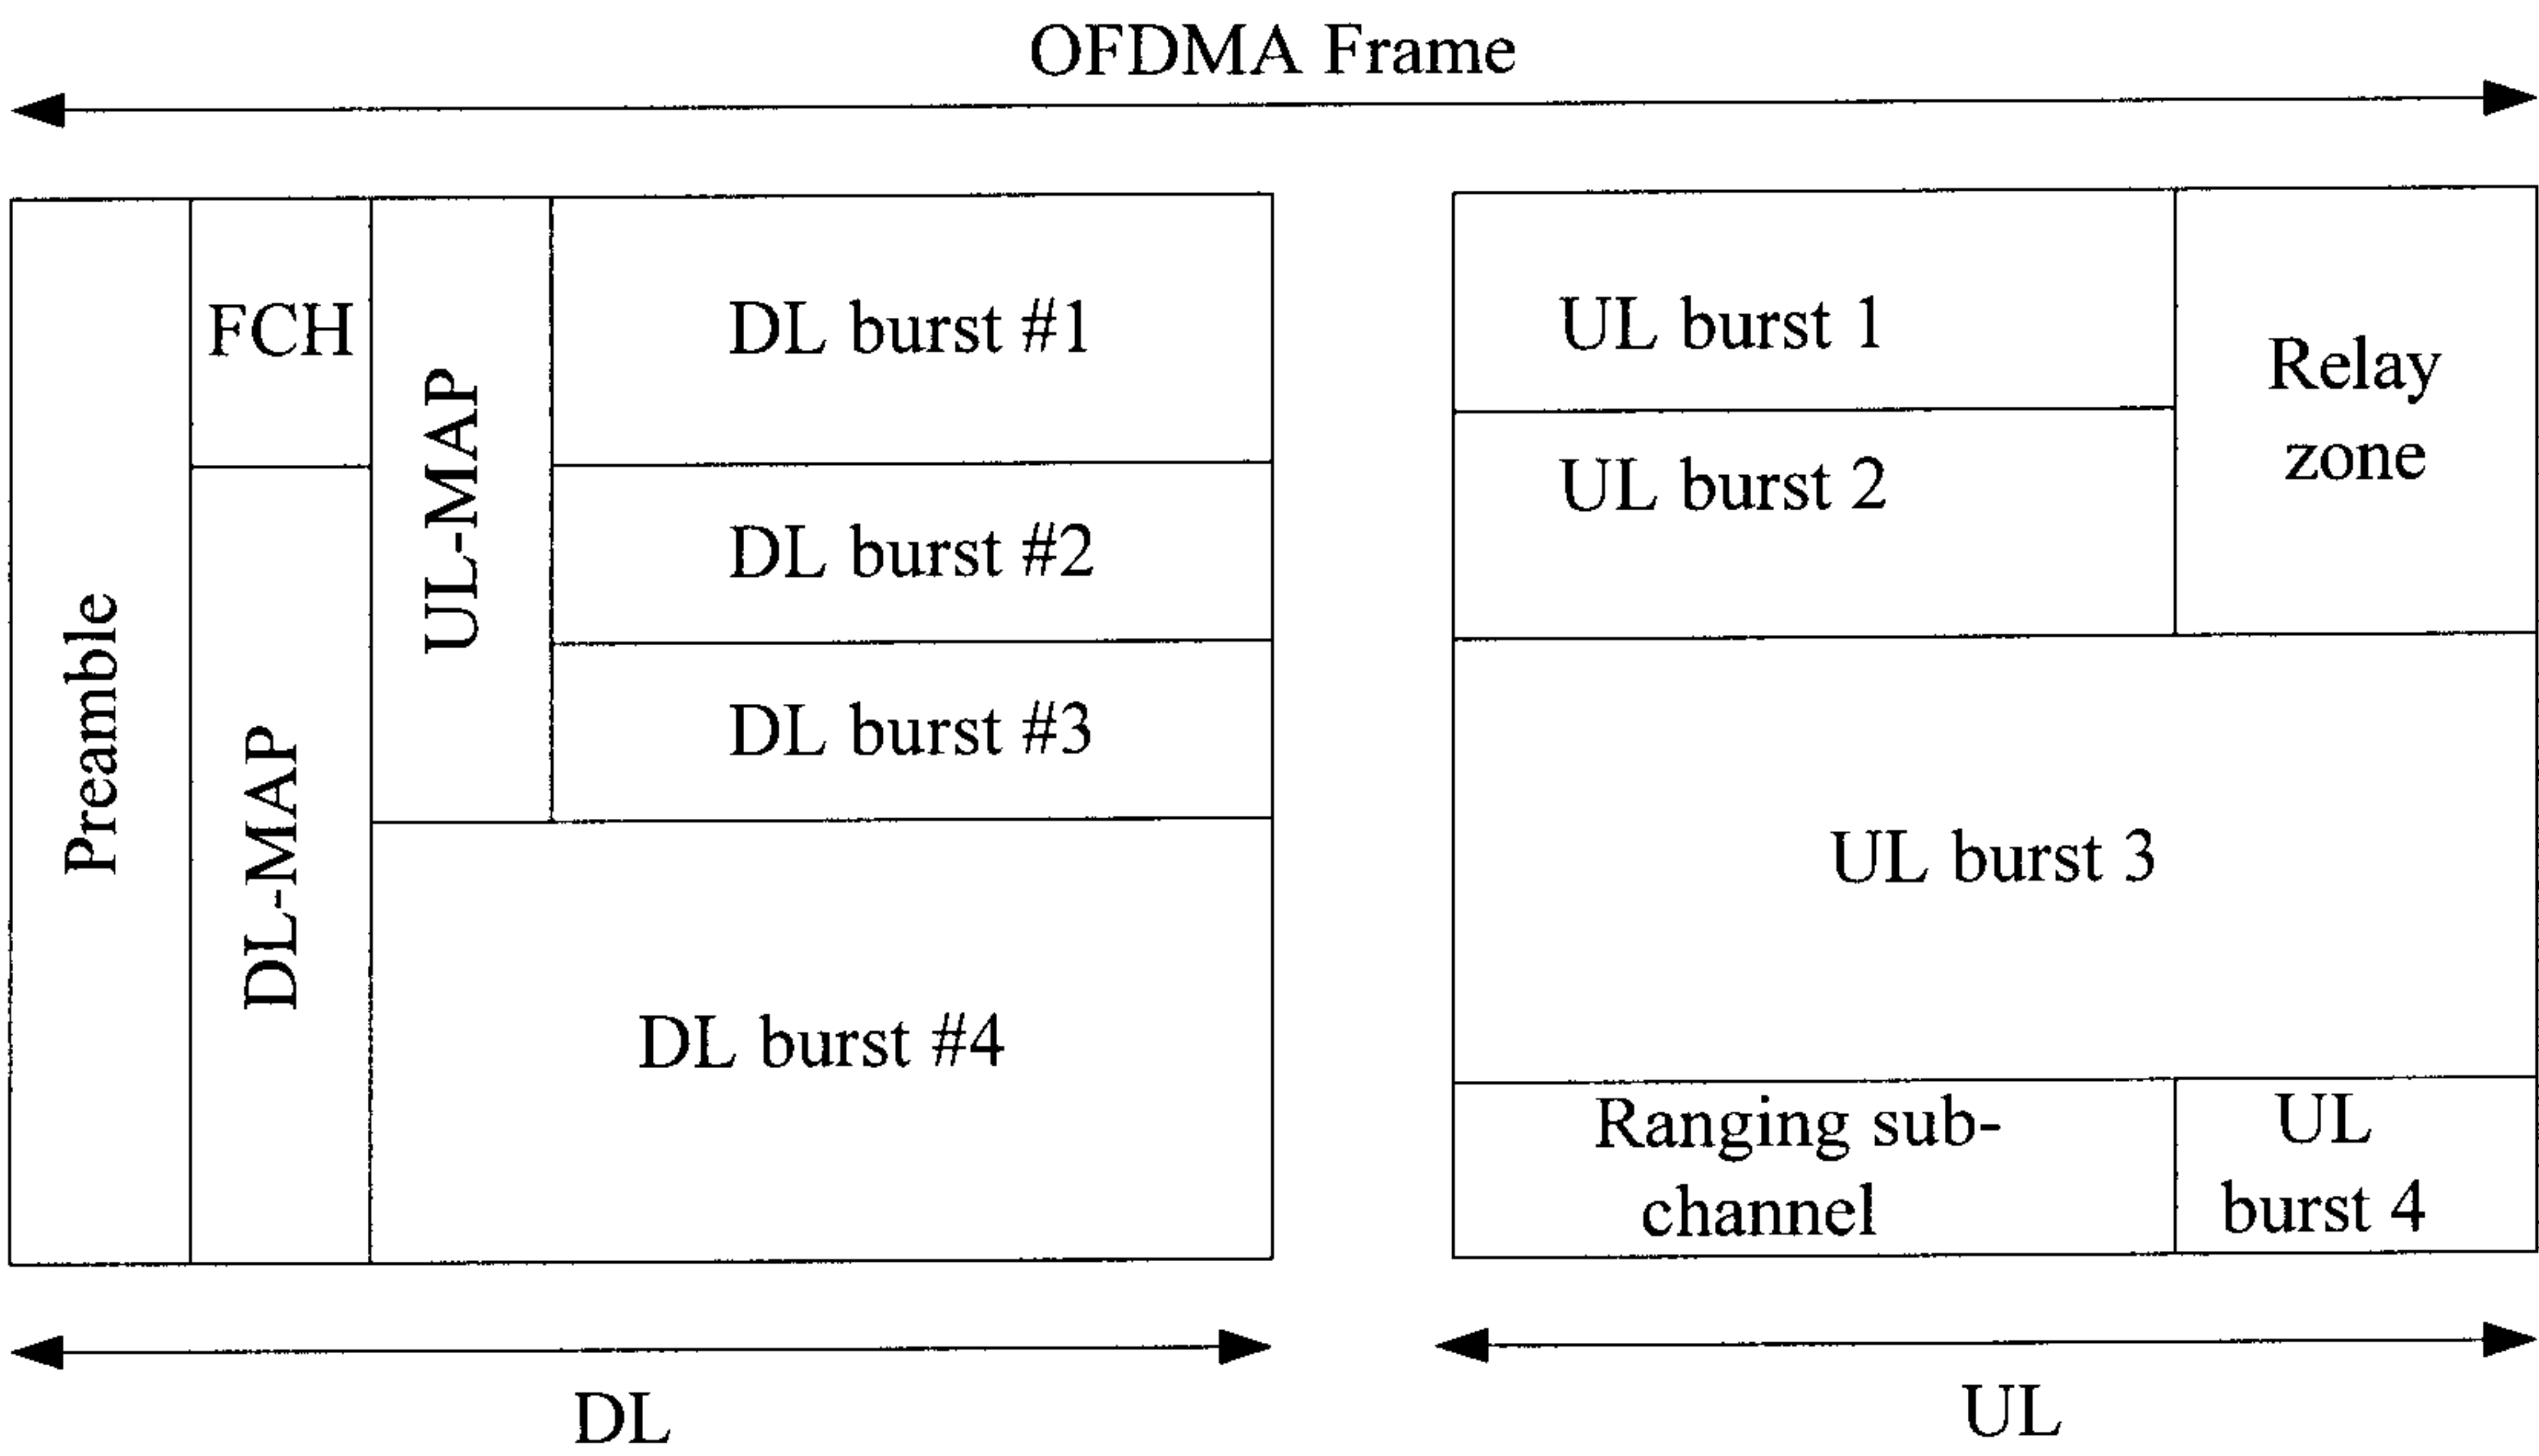 OFDMA Frame
Preamble
FCH
DL-MAP
UL-MAP
DL burst #1
DL burst #2
DL burst #3
DL burst #4
UL burst 1
UL burst 2
Relay
zone
UL burst 3
Ranging sub-
channel
UL
burst 4
DL
UL